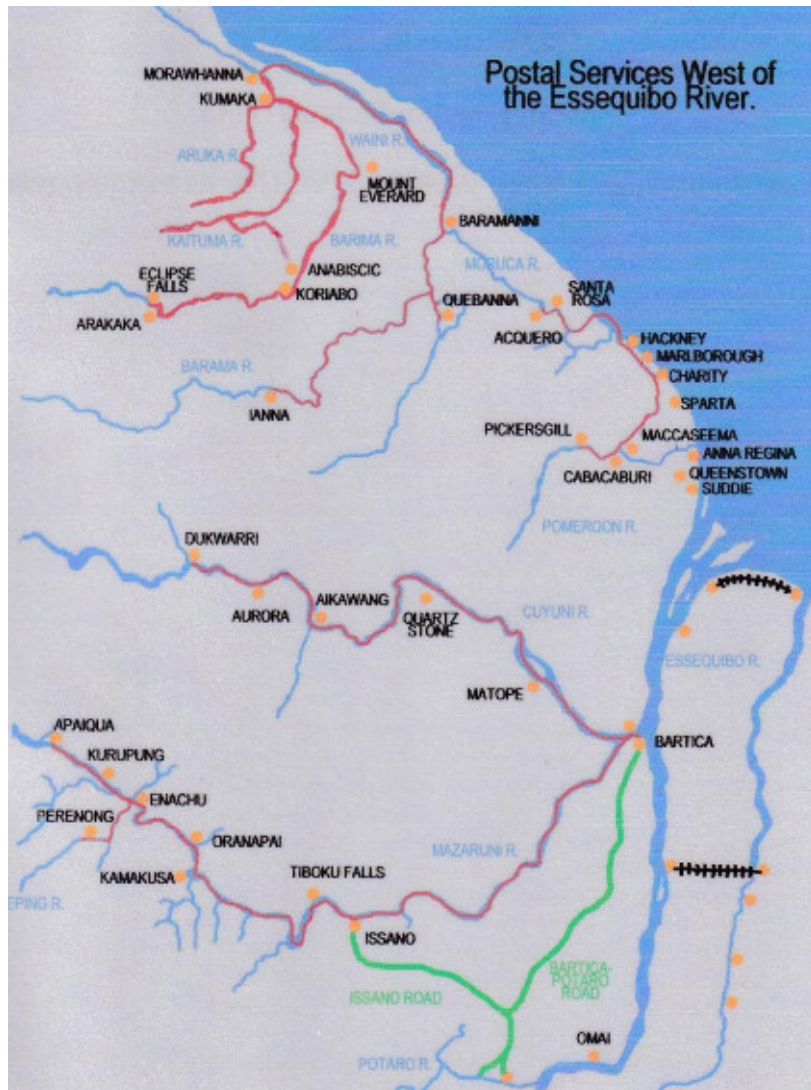 Postal Services West of
the Essequibo River.
MORAWHANNA
KUMAKA
WAINI R.
ARUKA R.
MOUNT
EVERARD
BARAMANNI
KAITUMA R.
BARIMA R.
MORUCA R.
ECLIPSE
FALLS
ANABISCIC
KORIABO
SANTA
ROSA
QUEBANNA
ARAKAKA
ACQUERO
HACKNEY
MARLBOROUGH
BARAMA R.
CHARITY
IANNA
SPARTA
PICKERSGILL
MACCASEEMA
ANNA REGINA
CABACABURI
QUEENSTOWN
SUDDIE
POMEROON R.
DUKWARRI
AURORA
AIKAWANG
QUARTZ
STONE
CUYUNI R.
ESSEQUIBO R.
MATOPE
APAIQUA
BARTICA
KURUPUNG
ENACHU
PERENONG
ORANAPAI
MAZARUNI R.
KAMAKUSA
TIBOKU FALLS
EPING R.
ISSANO
BARTICA-
POTARO
ROAD
ISSANO ROAD
OMAI
POTARO R.